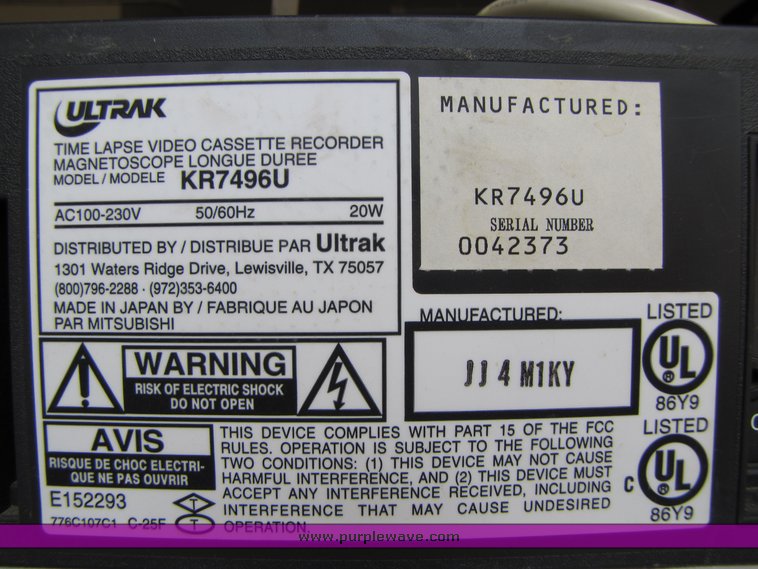 ULTRAK
TIME LAPSE VIDEO CASSETTE RECORDER
MAGNETOSCOPE LONGUE DUREE
MODEL / MODELE KR7496U
AC100-230V 50/60Hz 20W
DISTRIBUTED BY / DISTRIBUE PAR Ultrak
1301 Waters Ridge Drive, Lewisville, TX 75057
(800)796-2288 · (972)353-6400
MADE IN JAPAN BY / FABRIQUE AU JAPON
PAR MITSUBISHI
MANUFACTURED:
KR7496U
SERIAL NUMBER
0042373
MANUFACTURED:
JJ 4 M1KY
LISTED
UL
®
86Y9
LISTED
C UL
®
86Y9
WARNING
RISK OF ELECTRIC SHOCK
DO NOT OPEN
AVIS
RISQUE DE CHOC ELECTRI-
QUE NE PAS OUVRIR
E152293
776C107C1 C-25F
T
T
THIS DEVICE COMPLIES WITH PART 15 OF THE FCC
RULES. OPERATION IS SUBJECT TO THE FOLLOWING
TWO CONDITIONS: (1) THIS DEVICE MAY NOT CAUSE
HARMFUL INTERFERENCE, AND (2) THIS DEVICE MUST
ACCEPT ANY INTERFERENCE RECEIVED, INCLUDING
INTERFERENCE THAT MAY CAUSE UNDESIRED
OPERATION.
www.purplewave.com